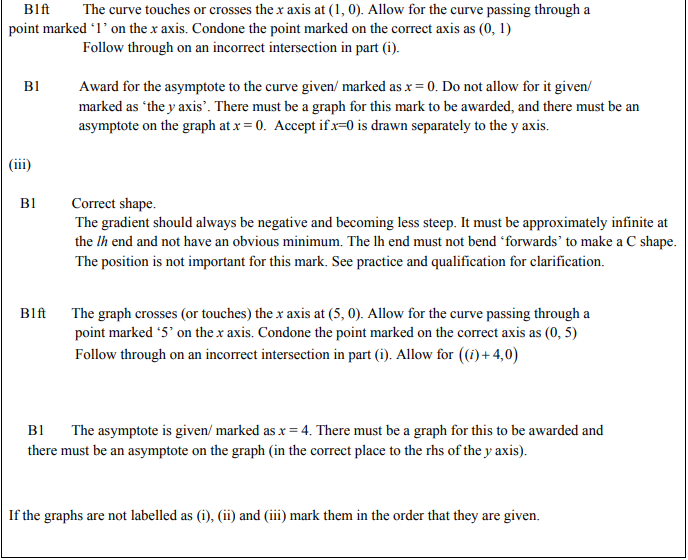 B1ft The curve touches or crosses the x axis at (1, 0). Allow for the curve passing through a
point marked ‘1’ on the x axis. Condone the point marked on the correct axis as (0, 1)
Follow through on an incorrect intersection in part (i).
B1 Award for the asymptote to the curve given/ marked as x = 0. Do not allow for it given/
marked as ‘the y axis’. There must be a graph for this mark to be awarded, and there must be an
asymptote on the graph at x = 0. Accept if x=0 is drawn separately to the y axis.
(iii)
B1 Correct shape.
The gradient should always be negative and becoming less steep. It must be approximately infinite at
the lh end and not have an obvious minimum. The lh end must not bend ‘forwards’ to make a C shape.
The position is not important for this mark. See practice and qualification for clarification.
B1ft The graph crosses (or touches) the x axis at (5, 0). Allow for the curve passing through a
point marked ‘5’ on the x axis. Condone the point marked on the correct axis as (0, 5)
Follow through on an incorrect intersection in part (i). Allow for ((i)+4,0)
B1 The asymptote is given/ marked as x = 4. There must be a graph for this to be awarded and
there must be an asymptote on the graph (in the correct place to the rhs of the y axis).
If the graphs are not labelled as (i), (ii) and (iii) mark them in the order that they are given.